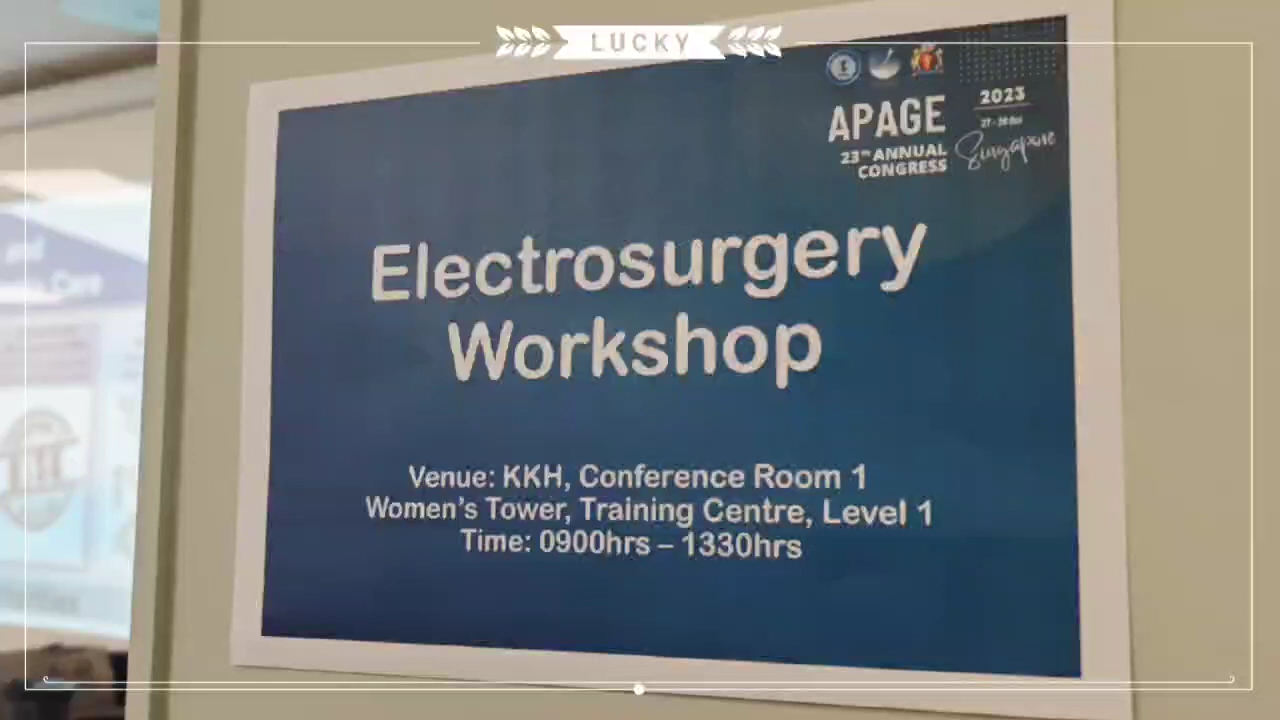 LUCKY
APAGE
23rd ANNUAL
CONGRESS
2023
Singapore
Electrosurgery
Workshop
Venue: KKH, Conference Room 1
Women's Tower, Training Centre, Level 1
Time: 0900hrs – 1330hrs